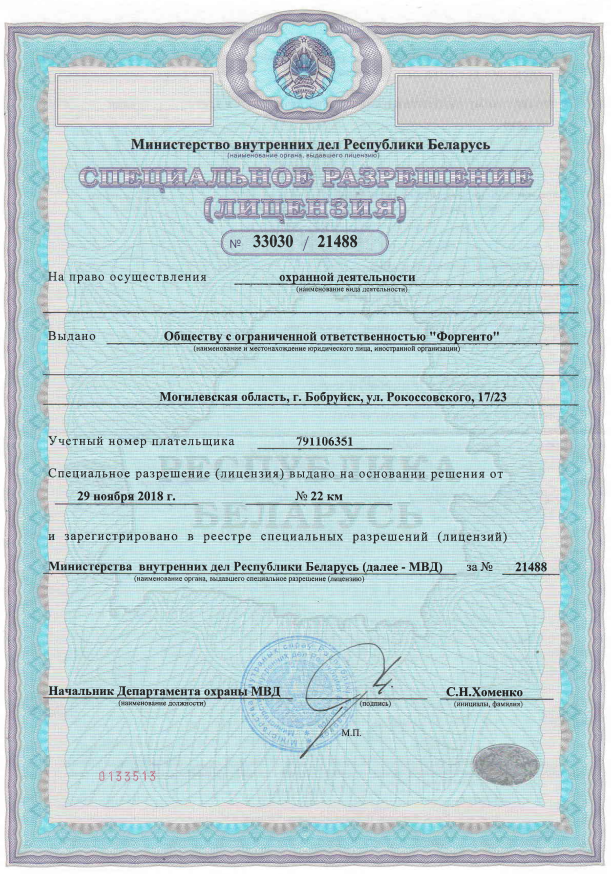 Министерство внутренних дел Республики Беларусь
(наименование органа, выдавшего лицензию)
СПЕЦИАЛЬНОЕ РАЗРЕШЕНИЕ
(ЛИЦЕНЗИЯ)
№ 33030 / 21488
На право осуществления охранной деятельности
(наименование вида деятельности)
Выдано Обществу с ограниченной ответственностью "Форгенто"
(наименование и местонахождение юридического лица, иностранной организации)
Могилевская область, г. Бобруйск, ул. Рокоссовского, 17/23
Учетный номер плательщика 791106351
РЕСПУБЛИКА
Специальное разрешение (лицензия) выдано на основании решения от
29 ноября 2018 г. № 22 км
БЕЛАРУСЬ
и зарегистрировано в реестре специальных разрешений (лицензий)
Министерства внутренних дел Республики Беларусь (далее - МВД) за № 21488
(наименование органа, выдавшего специальное разрешение (лицензию)
Начальник Департамента охраны МВД С.Н.Хоменко
(наименование должности) (подпись) (инициалы, фамилия)
М.П.
0133513